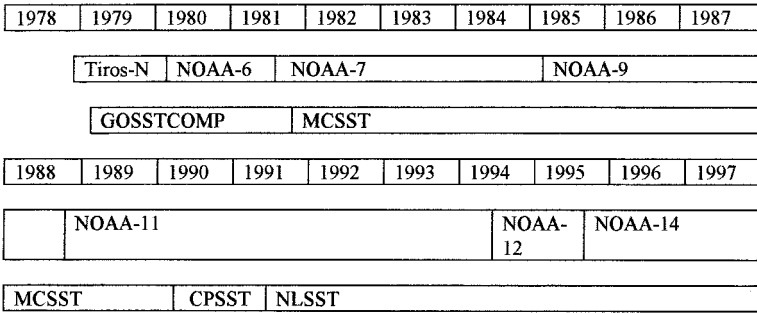 1978 1979 1980 1981 1982 1983 1984 1985 1986 1987
Tiros-N NOAA-6 NOAA-7 NOAA-9
GOSSTCOMP MCSST
1988 1989 1990 1991 1992 1993 1994 1995 1996 1997
NOAA-11 NOAA-12 NOAA-14
MCSST CPSST NLSST